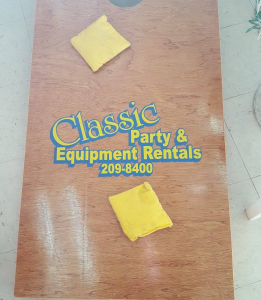 Classic
Party &
Equipment Rentals
209-8400